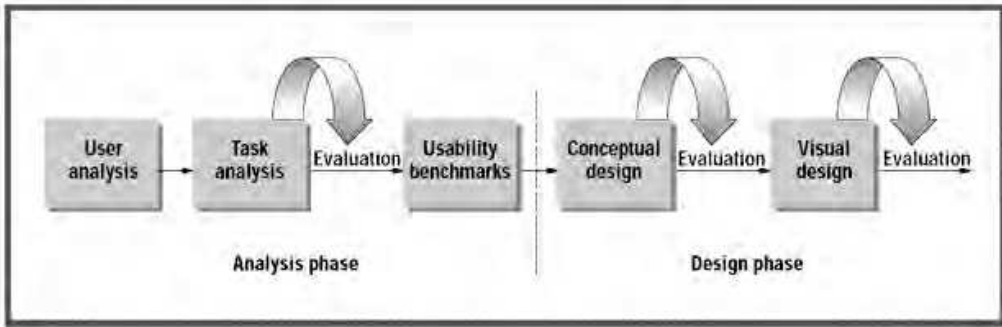 User
analysis
Task
analysis
Evaluation
Usability
benchmarks
Conceptual
design
Evaluation
Visual
design
Evaluation
Analysis phase
Design phase